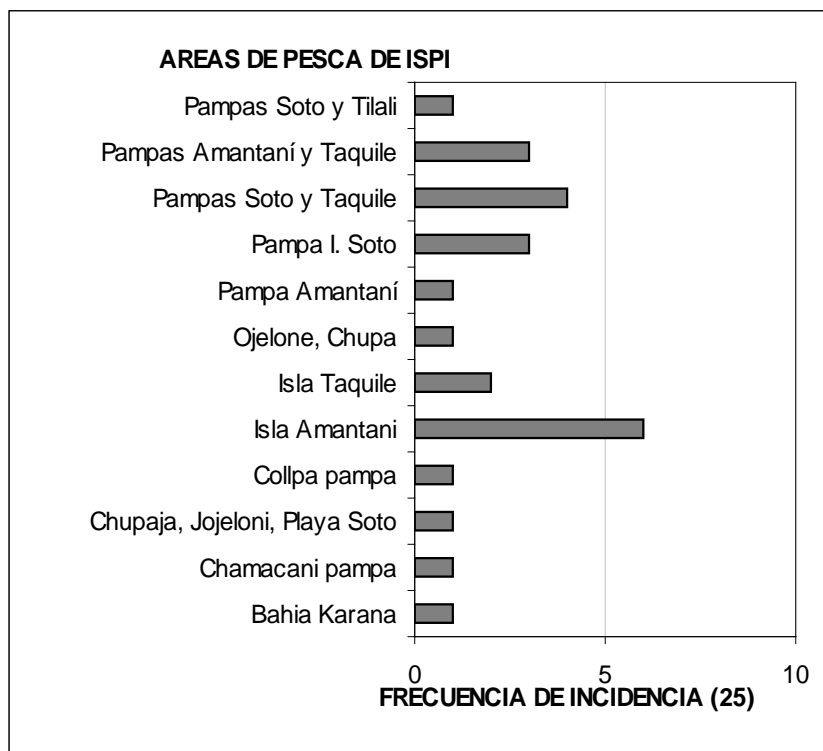 AREAS DE PESCA DE ISPI
Pampas Soto y Tilali
Pampas Amantaní y Taquile
Pampas Soto y Taquile
Pampa I. Soto
Pampa Amantaní
Ojelone, Chupa
Isla Taquile
Isla Amantani
Collpa pampa
Chupaja, Jojeloni, Playa Soto
Chamacani pampa
Bahia Karana
0 5 10
FRECUENCIA DE INCIDENCIA (25)